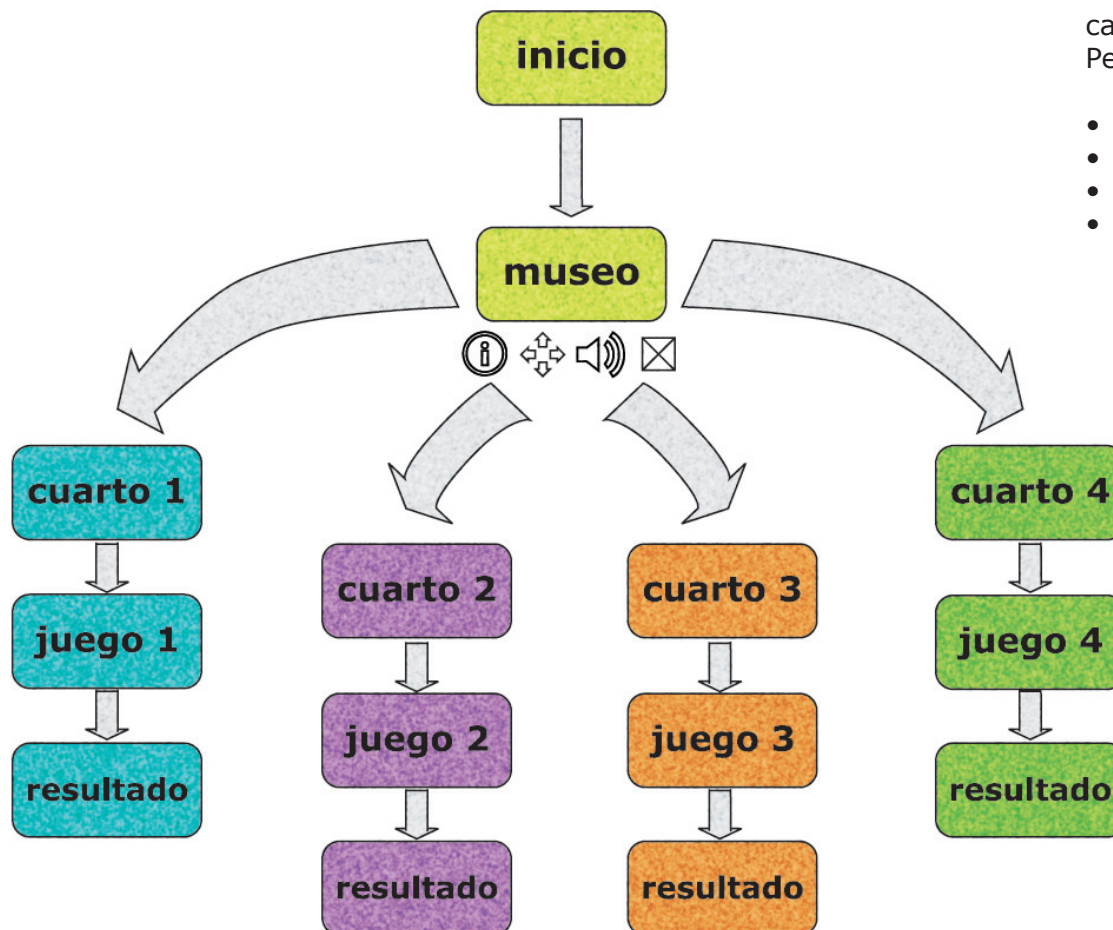 inicio
museo
cuarto 1
juego 1
resultado
cuarto 2
juego 2
resultado
cuarto 3
juego 3
resultado
cuarto 4
juego 4
resultado